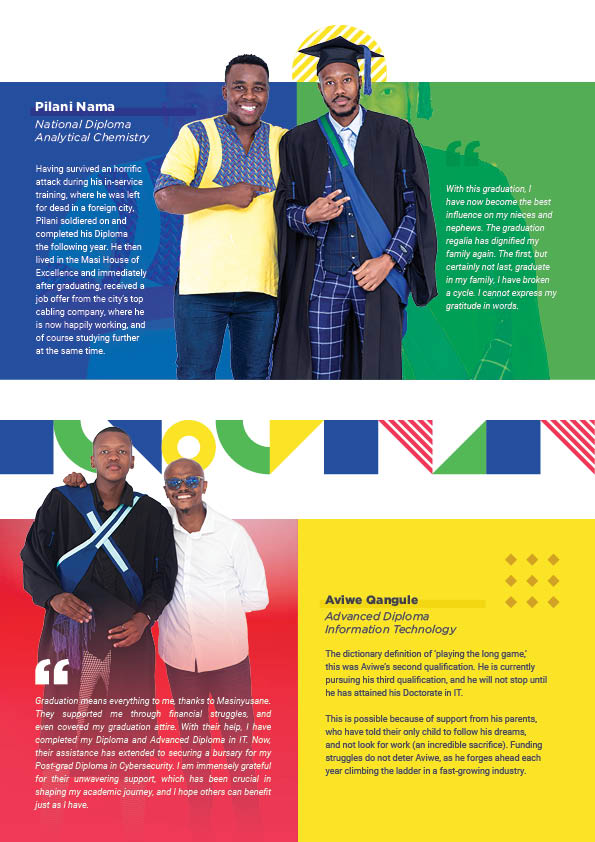 Pilani Nama
National Diploma
Analytical Chemistry
Having survived an horrific
attack during his in-service
training, where he was left
for dead in a foreign city,
Pilani soldiered on and
completed his Diploma
the following year. He then
lived in the Masi House of
Excellence and immediately
after graduating, received a
job offer from the city’s top
cabling company, where he
is now happily working, and
of course studying further
at the same time.
“
With this graduation, I
have now become the best
influence on my nieces and
nephews. The graduation
regalia has dignified my
family again. The first, but
certainly not last, graduate
in my family, I have broken
a cycle. I cannot express my
gratitude in words.
“
Graduation means everything to me, thanks to Masinyusane.
They supported me through financial struggles, and
even covered my graduation attire. With their help, I have
completed my Diploma and Advanced Diploma in IT. Now,
their assistance has extended to securing a bursary for my
Post-grad Diploma in Cybersecurity. I am immensely grateful
for their unwavering support, which has been crucial in
shaping my academic journey, and I hope others can benefit
just as I have.
Aviwe Qangule
Advanced Diploma
Information Technology
The dictionary definition of ‘playing the long game,’
this was Aviwe’s second qualification. He is currently
pursuing his third qualification, and he will not stop until
he has attained his Doctorate in IT.
This is possible because of support from his parents,
who have told their only child to follow his dreams,
and not look for work (an incredible sacrifice). Funding
struggles do not deter Aviwe, as he forges ahead each
year climbing the ladder in a fast-growing industry.